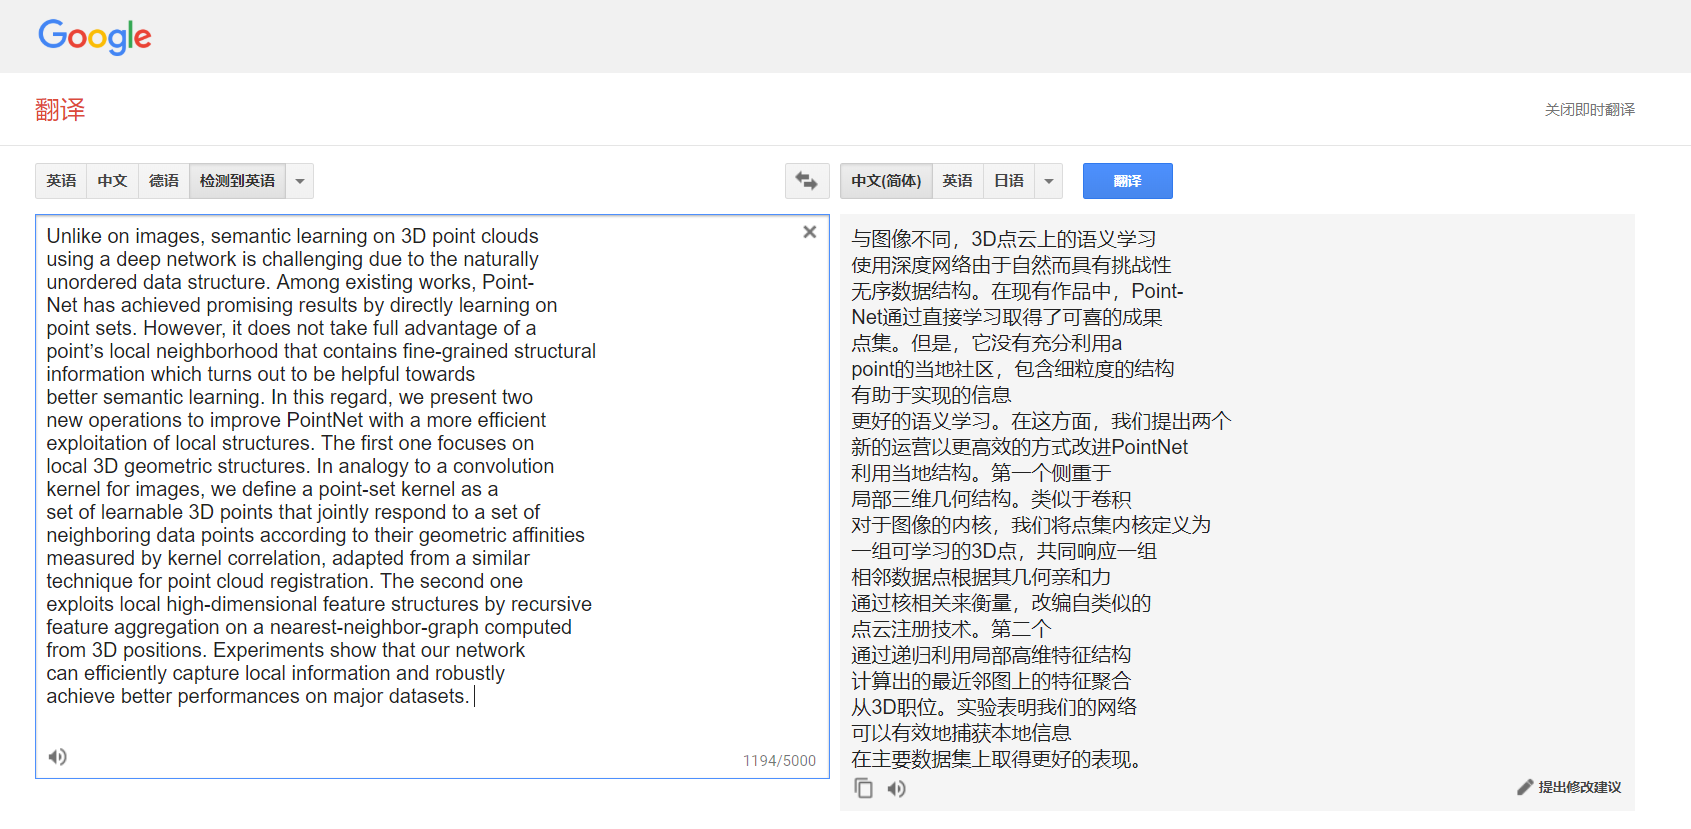 Google
翻译
关闭即时翻译
英语 中文 德语 检测到英语
中文(简体) 英语 日语 翻译
Unlike on images, semantic learning on 3D point clouds
using a deep network is challenging due to the naturally
unordered data structure. Among existing works, Point-
Net has achieved promising results by directly learning on
point sets. However, it does not take full advantage of a
point’s local neighborhood that contains fine-grained structural
information which turns out to be helpful towards
better semantic learning. In this regard, we present two
new operations to improve PointNet with a more efficient
exploitation of local structures. The first one focuses on
local 3D geometric structures. In analogy to a convolution
kernel for images, we define a point-set kernel as a
set of learnable 3D points that jointly respond to a set of
neighboring data points according to their geometric affinities
measured by kernel correlation, adapted from a similar
technique for point cloud registration. The second one
exploits local high-dimensional feature structures by recursive
feature aggregation on a nearest-neighbor-graph computed
from 3D positions. Experiments show that our network
can efficiently capture local information and robustly
achieve better performances on major datasets.
1194/5000
与图像不同，3D点云上的语义学习
使用深度网络由于自然而具有挑战性
无序数据结构。在现有作品中，Point-
Net通过直接学习取得了可喜的成果
点集。但是，它没有充分利用a
point的当地社区，包含细粒度的结构
有助于实现的信息
更好的语义学习。在这方面，我们提出两个
新的运营以更高效的方式改进PointNet
利用当地结构。第一个侧重于
局部三维几何结构。类似于卷积
对于图像的内核，我们将点集内核定义为
一组可学习的3D点，共同响应一组
相邻数据点根据其几何亲和力
通过核相关来衡量，改编自类似的
点云注册技术。第二个
通过递归利用局部高维特征结构
计算出的最近邻图上的特征聚合
从3D职位。实验表明我们的网络
可以有效地捕获本地信息
在主要数据集上取得更好的表现。
提出修改建议